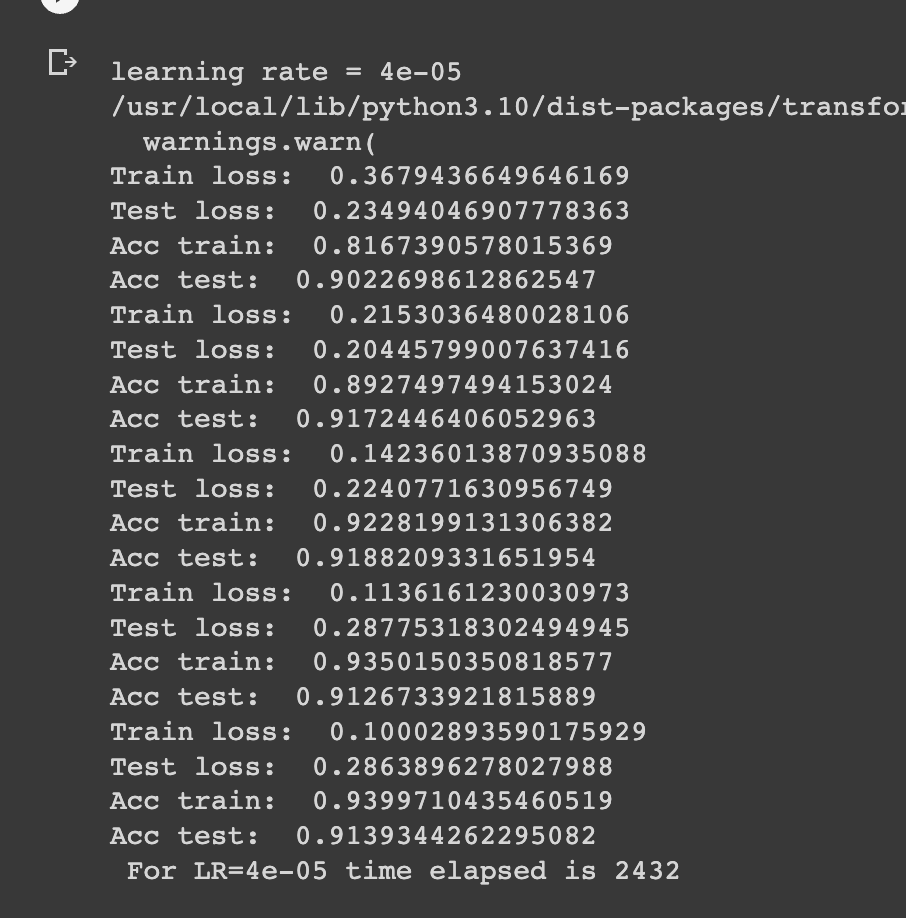 learning rate = 4e-05
/usr/local/lib/python3.10/dist-packages/transfor
warnings.warn(
Train loss: 0.3679436649646169
Test loss: 0.23494046907778363
Acc train: 0.8167390578015369
Acc test: 0.9022698612862547
Train loss: 0.2153036480028106
Test loss: 0.20445799007637416
Acc train: 0.8927497494153024
Acc test: 0.9172446406052963
Train loss: 0.14236013870935088
Test loss: 0.2240771630956749
Acc train: 0.9228199131306382
Acc test: 0.9188209331651954
Train loss: 0.1136161230030973
Test loss: 0.28775318302494945
Acc train: 0.9350150350818577
Acc test: 0.9126733921815889
Train loss: 0.10002893590175929
Test loss: 0.2863896278027988
Acc train: 0.9399710435460519
Acc test: 0.9139344262295082
For LR=4e-05 time elapsed is 2432